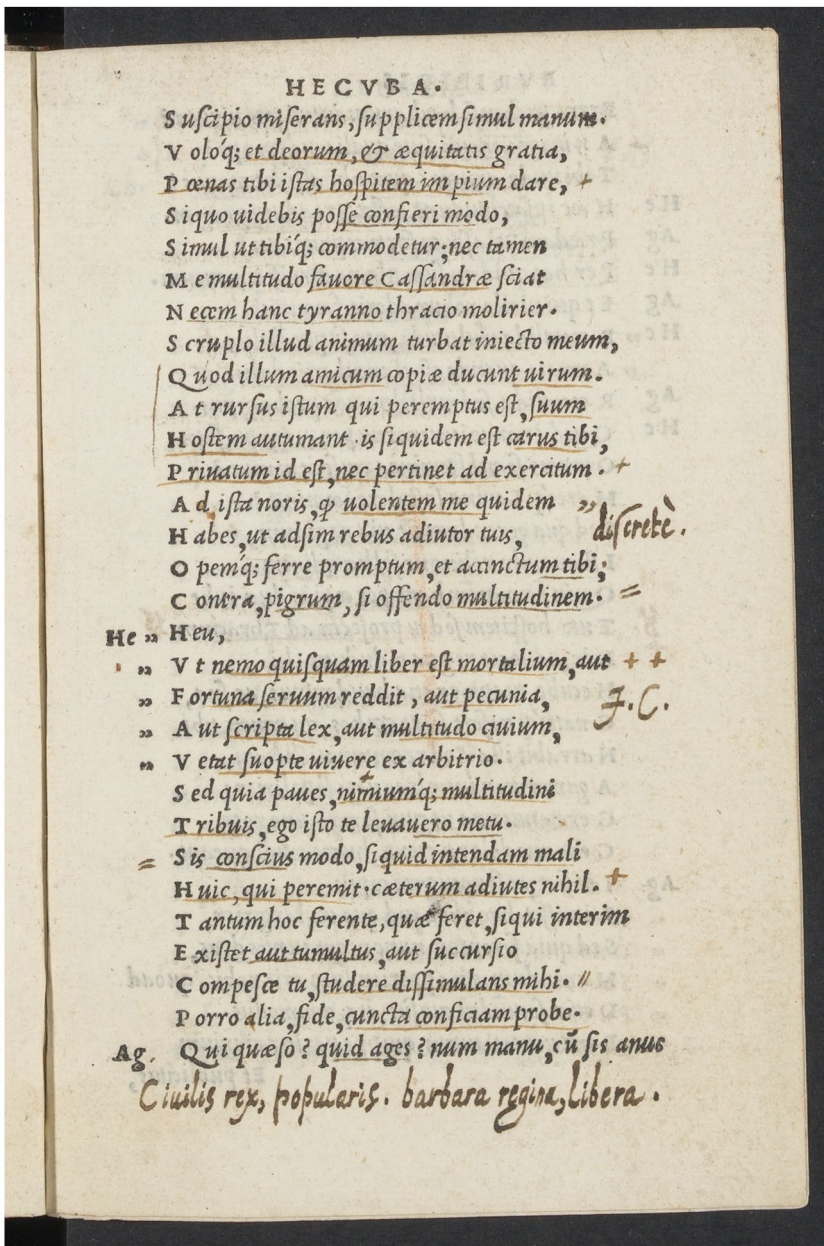 HECVBA.
Suscipio miserans, supplicem simul manum.
Voloq́; et deorum, & æquitatis gratia,
Pœnas tibi istas hospitem impium dare, +
Siquo uidebis posse confieri modo,
Simul ut tibiq́; commodetur; nec tamen
Me multitudo fauore Cassandræ sciat
Necem hanc tyranno thracio molirier.
Scruplo illud animum turbat iniecto meum,
Quod illum amicum copiæ ducunt uirum.
At rursus istum qui peremptus est, suum
Hostem autumant. is siquidem est carus tibi,
Priuatum id est, nec pertinet ad exercitum. +
Ad ista noris, ꝙ uolentem me quidem „
discretè.
Habes, ut adsim rebus adiutor tuis,
Opemq́; ferre promptum, et accinctum tibi;
Contra, pigrum, si offendo multitudinem. =
He „ Heu,
„ Vt nemo quisquam liber est mortalium, aut + +
„ Fortuna seruum reddit, aut pecunia,
F.C.
„ Aut scripta lex, aut multitudo ciuium,
„ Vetat suopte uiuere ex arbitrio.
Sed quia paues, nimiumq́; multitudini
Tribuis, ego isto te leuauero metu.
= Sis conscius modo, siquid intendam mali
Huic, qui peremit. cæterum adiutes nihil. +
Tantum hoc ferente, quæ feret, siqui interim
Existet aut tumultus, aut succursio
Compesce tu, studere dissimulans mihi. //
Porro alia, fide, cuncta conficiam probe.
Ag. Qui quæso? quid ages? num manu, cū sis anus
Ciuilis rex, popularis. barbara regina, libera.